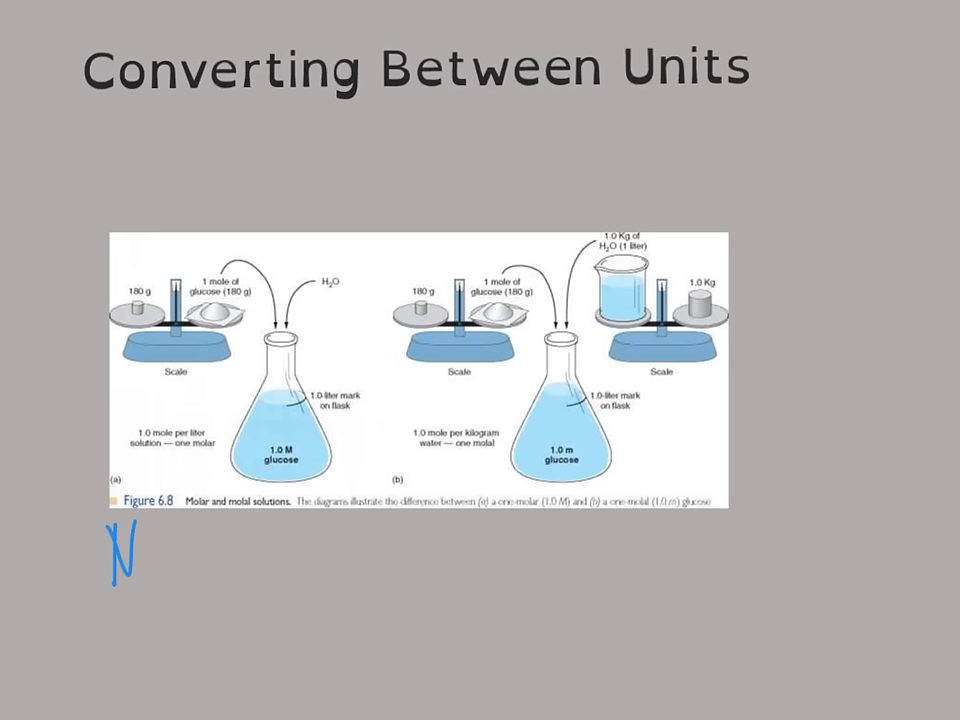 Converting Between Units
1.0 Kg of
H₂O (1 liter)
180 g
1 mole of
glucose (180 g)
H₂O
180 g
1 mole of
glucose (180 g)
1.0 Kg
Scale
Scale
Scale
1.0-liter mark
on flask
1.0-liter mark
on flask
1.0 mole per liter
solution — one molar
1.0 M
glucose
1.0 mole per kilogram
water — one molal
1.0 m
glucose
(a)
(b)
Figure 6.8 Molar and molal solutions. The diagrams illustrate the difference between (a) a one-molar (1.0 M) and (b) a one-molal (1.0 m) glucose
N